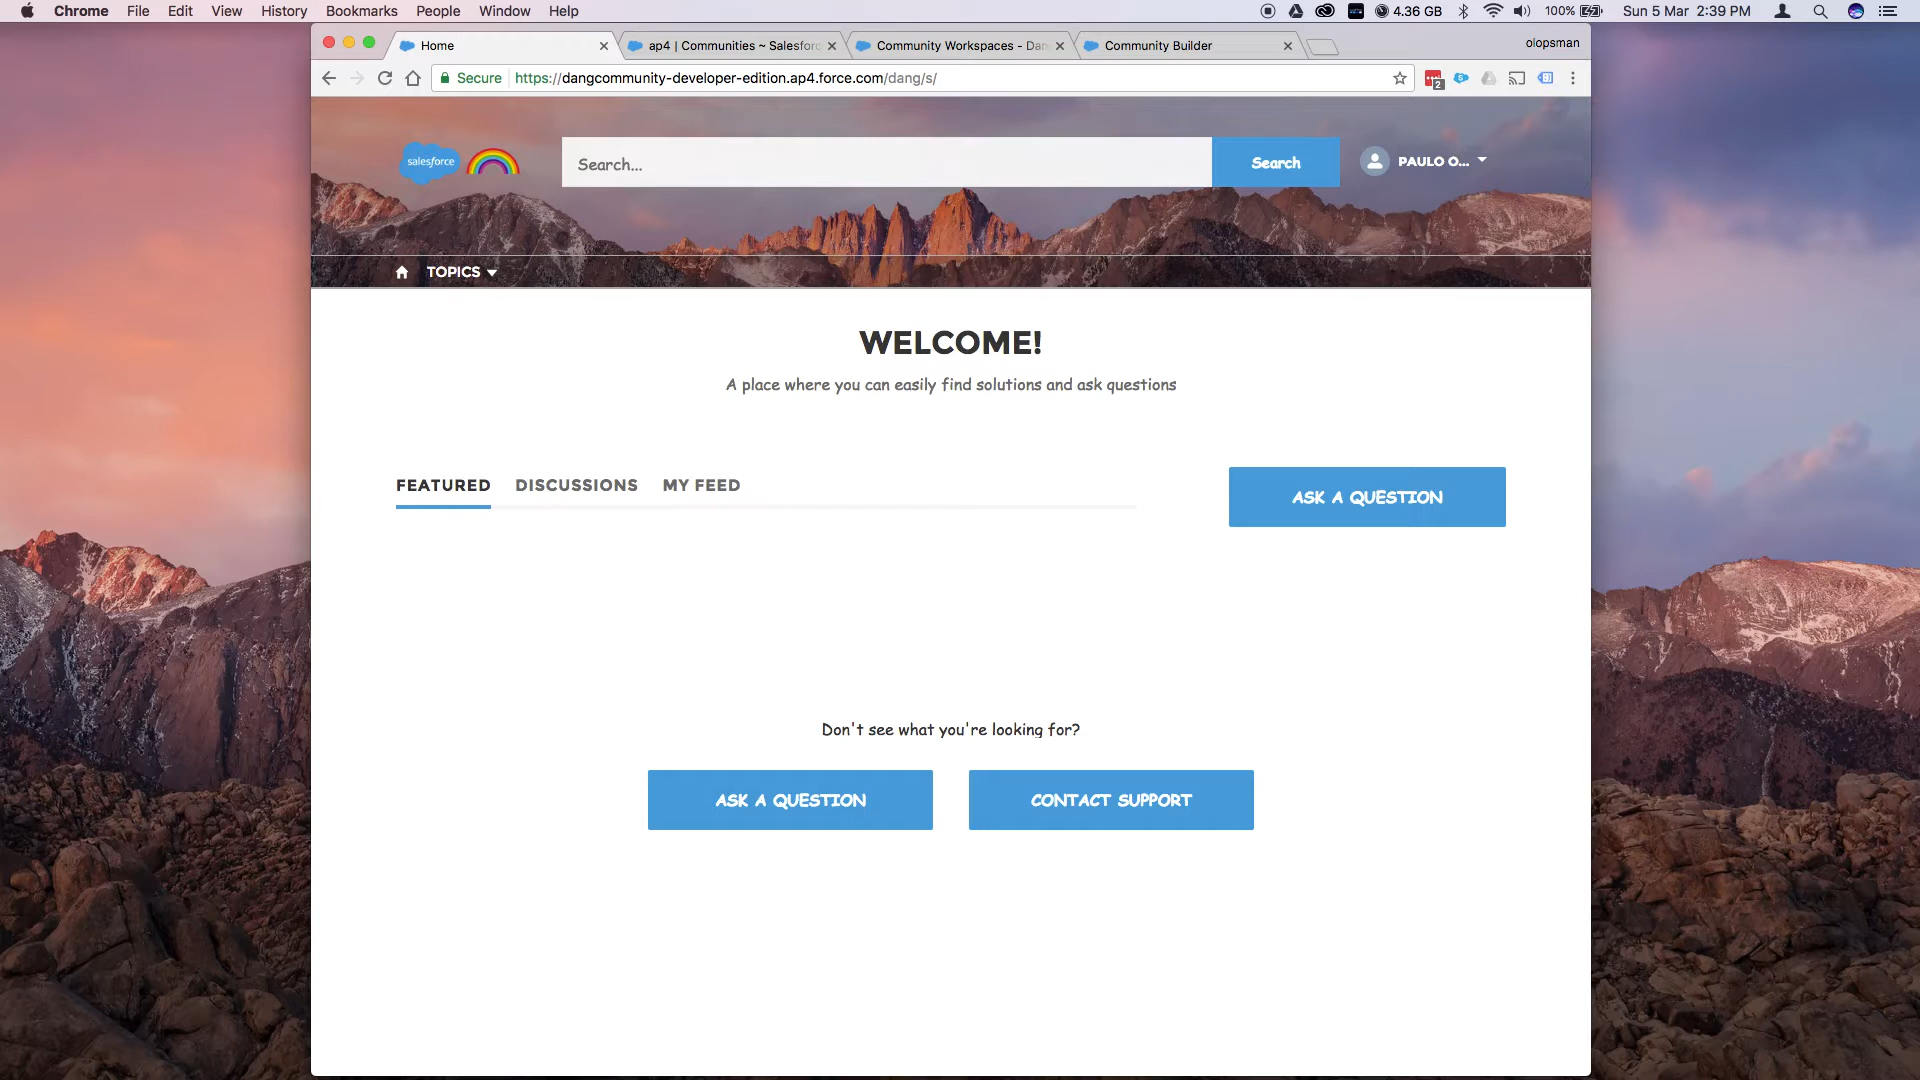 Chrome File Edit View History Bookmarks People Window Help 4.36 GB 100% Sun 5 Mar 2:39 PM
Home ap4 | Communities ~ Salesforc Community Workspaces - Dan Community Builder olopsman
Secure https://dangcommunity-developer-edition.ap4.force.com/dang/s/ 2
salesforce Search... Search PAULO O...
TOPICS
WELCOME!
A place where you can easily find solutions and ask questions
FEATURED DISCUSSIONS MY FEED ASK A QUESTION
Don't see what you're looking for?
ASK A QUESTION CONTACT SUPPORT